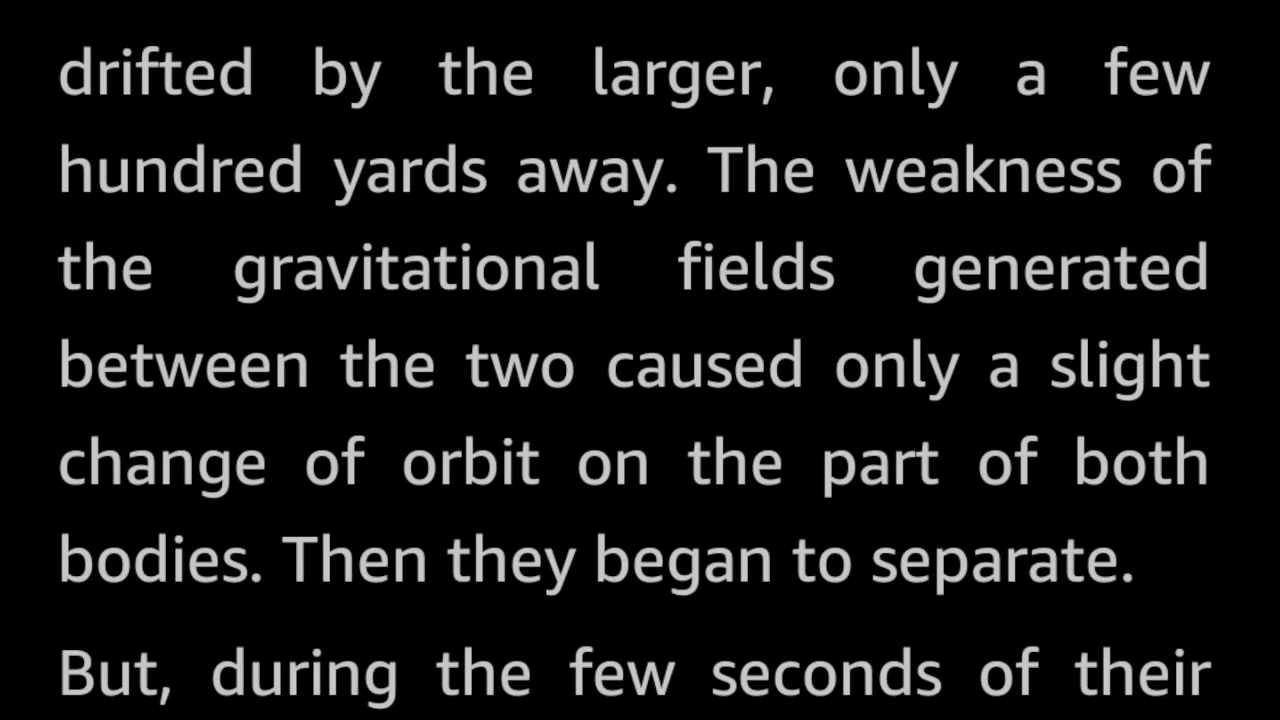 drifted by the larger, only a few
hundred yards away. The weakness of
the gravitational fields generated
between the two caused only a slight
change of orbit on the part of both
bodies. Then they began to separate.
But, during the few seconds of their